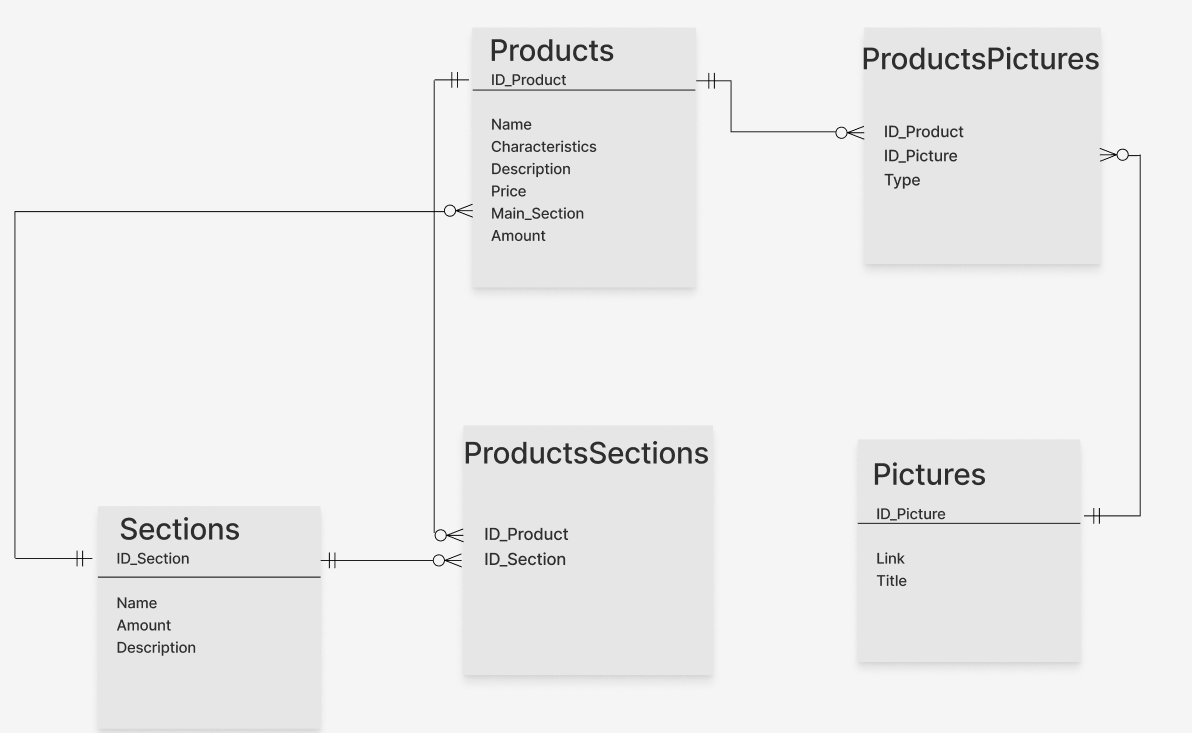 Products
ID_Product
Name
Characteristics
Description
Price
Main_Section
Amount
ProductsPictures
ID_Product
ID_Picture
Type
Sections
ID_Section
Name
Amount
Description
ProductsSections
ID_Product
ID_Section
Pictures
ID_Picture
Link
Title